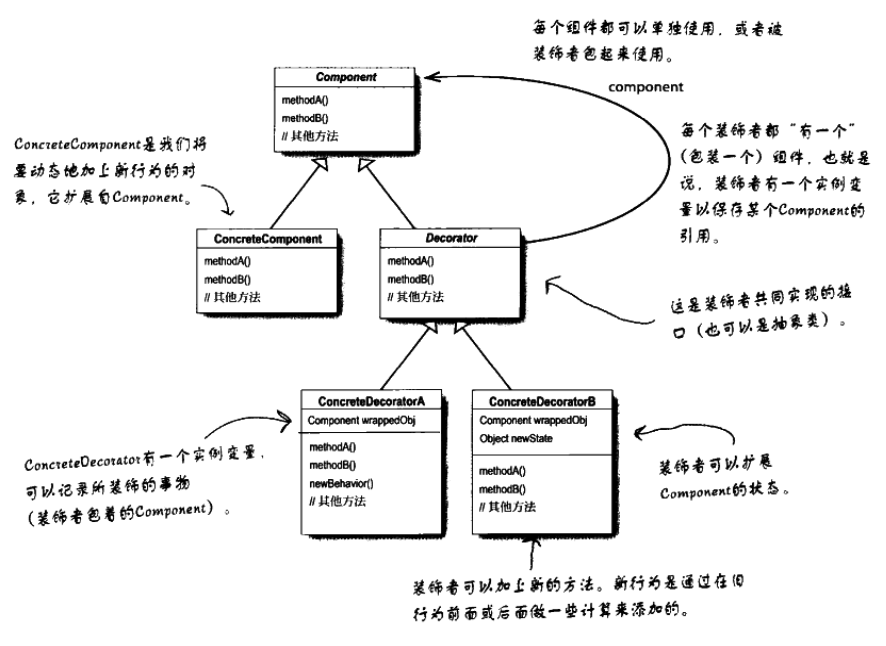 每个组件都可以单独使用，或者被
装饰者包起来使用。
Component
methodA()
methodB()
// 其他方法
component
ConcreteComponent是我们将
要动态地加上新行为的对
象，它扩展自Component。
每个装饰者都“有一个”
（包装一个）组件，也就是
说，装饰者有一个实例变
量以保存某个Component的
引用。
ConcreteComponent
methodA()
methodB()
// 其他方法
Decorator
methodA()
methodB()
// 其他方法
这是装饰者共同实现的接
口（也可以是抽象类）。
ConcreteDecoratorA
Component wrappedObj
methodA()
methodB()
newBehavior()
// 其他方法
ConcreteDecoratorB
Component wrappedObj
Object newState
methodA()
methodB()
// 其他方法
ConcreteDecorator有一个实例变量，
可以记录所装饰的事物
（装饰者包着的Component）。
装饰者可以扩展
Component的状态。
装饰者可以加上新的方法。新行为是通过在旧
行为前面或后面做一些计算来添加的。